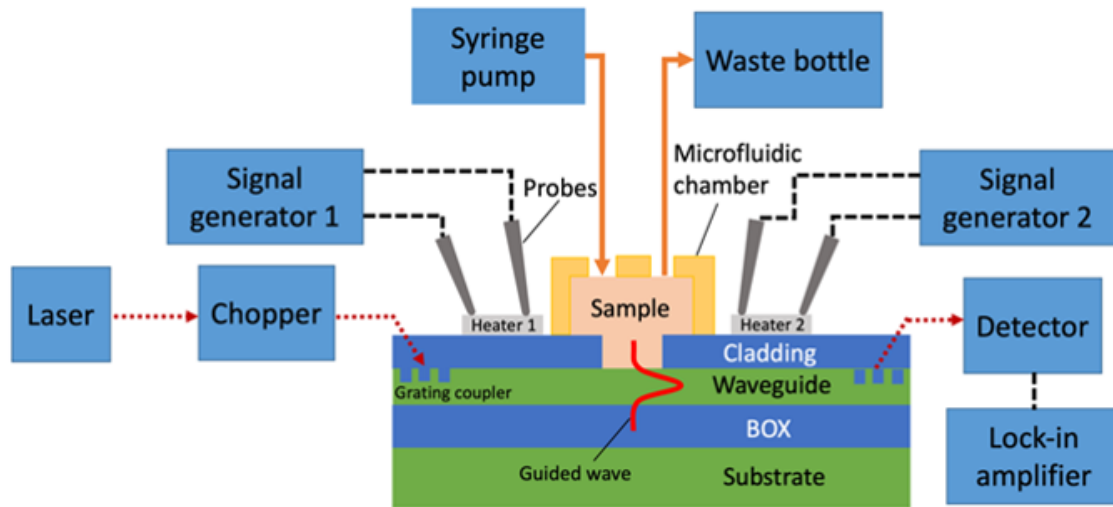 Syringe
pump
Waste bottle
Signal
generator 1
Probes
Microfluidic
chamber
Signal
generator 2
Laser
Chopper
Heater 1
Sample
Heater 2
Detector
Cladding
Grating coupler
Waveguide
BOX
Guided wave
Substrate
Lock-in
amplifier